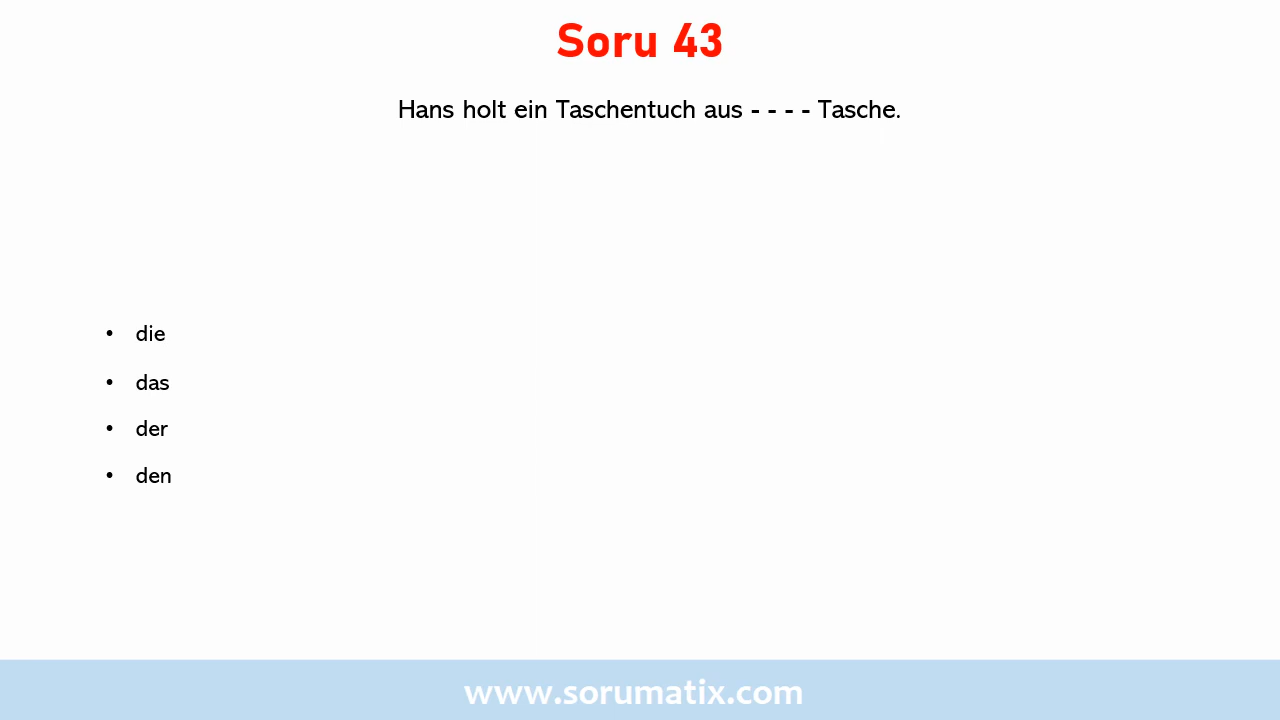 Soru 43
Hans holt ein Taschentuch aus - - - - Tasche.
• die
• das
• der
• den
www.sorumatix.com